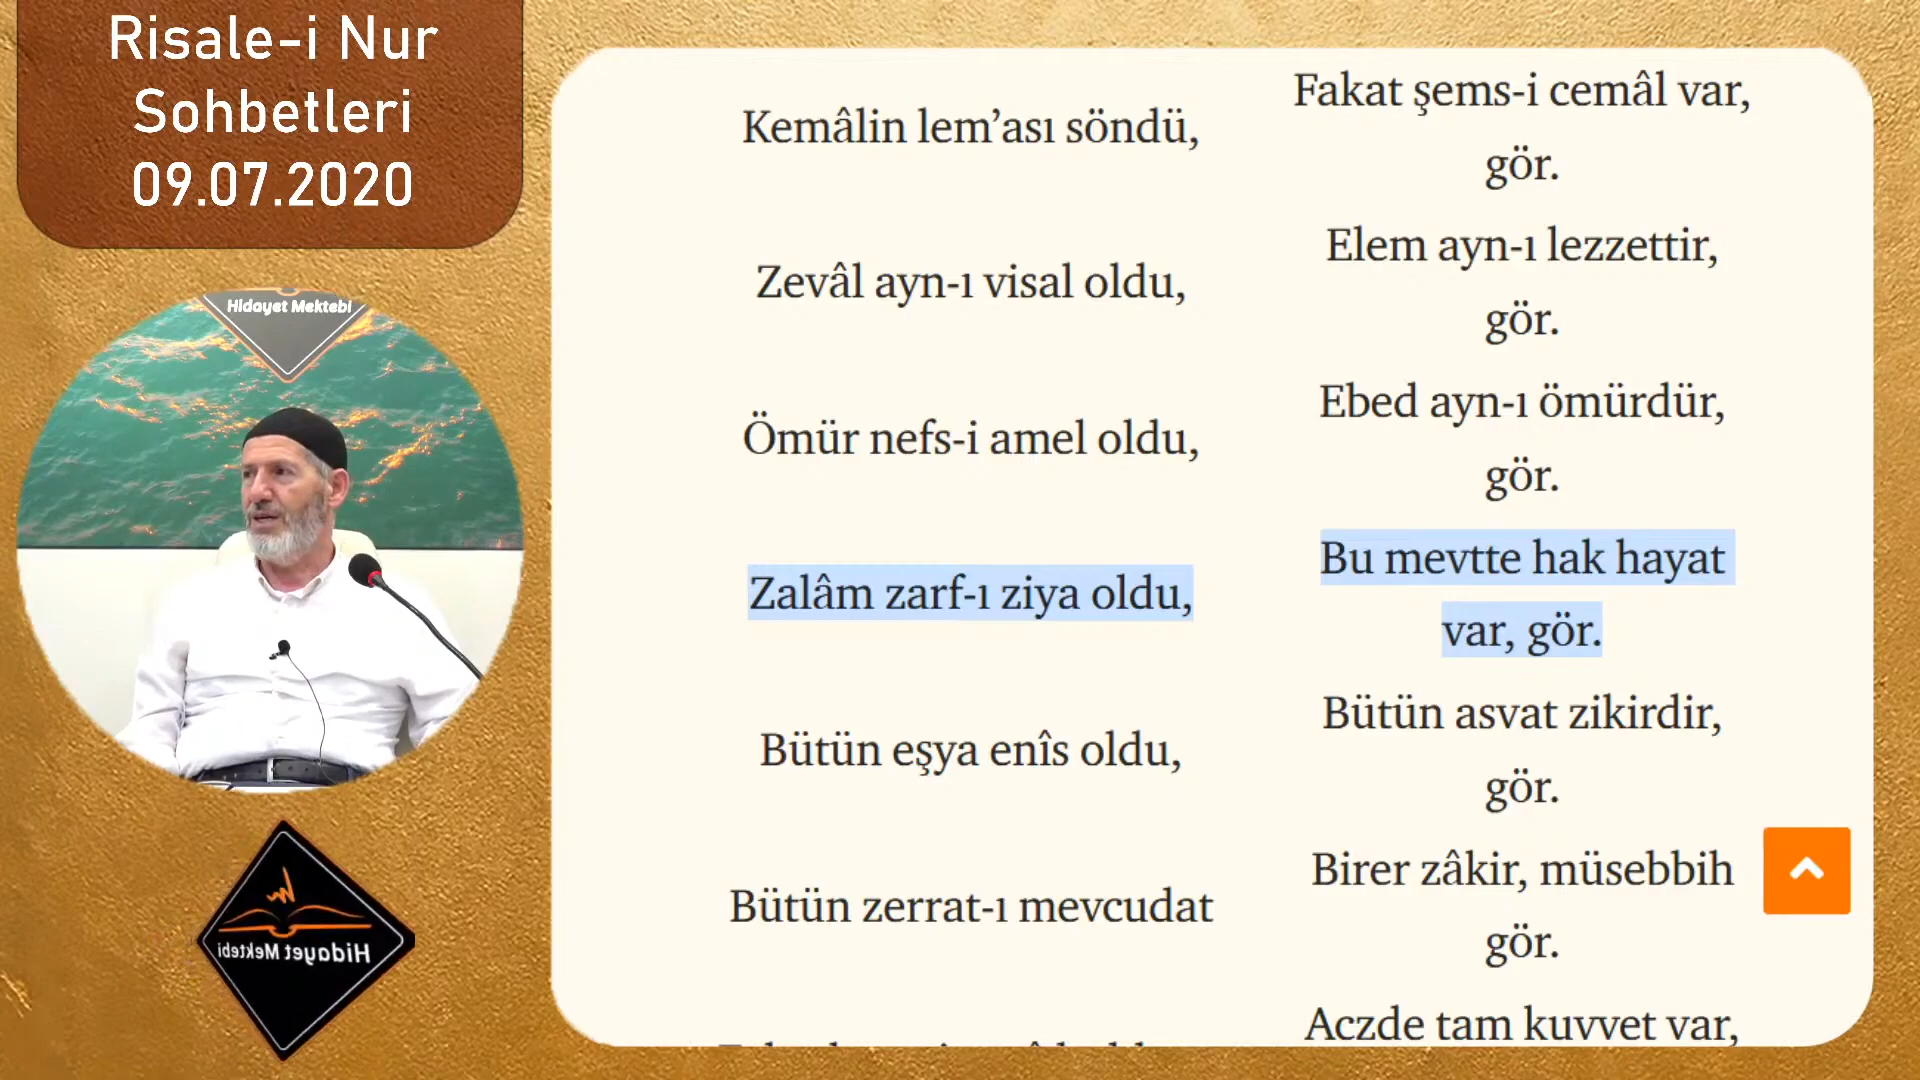 Risale-i Nur
Sohbetleri
09.07.2020
Hidayet Mektebi
Hidayet Mektebi
Kemâlin lem’ası söndü,
Fakat şems-i cemâl var,
gör.
Zevâl ayn-ı visal oldu,
Elem ayn-ı lezzettir,
gör.
Ömür nefs-i amel oldu,
Ebed ayn-ı ömürdür,
gör.
Zalâm zarf-ı ziya oldu,
Bu mevtte hak hayat
var, gör.
Bütün eşya enîs oldu,
Bütün asvat zikirdir,
gör.
Bütün zerrat-ı mevcudat
Birer zâkir, müsebbih
gör.
Aczde tam kuvvet var,